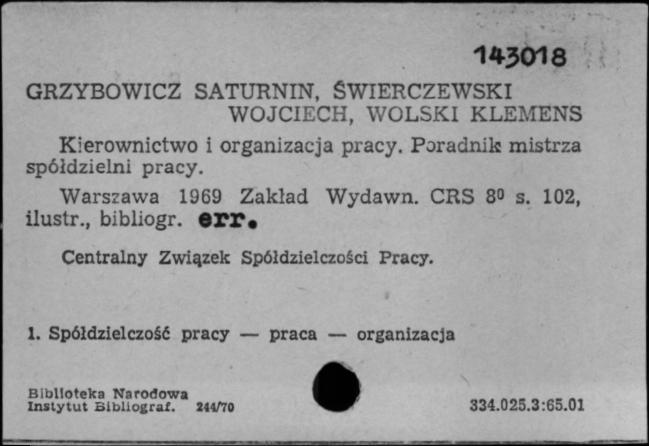 143018
GRZYBOWICZ SATURNIN, ŚWIERCZEWSKI
WOJCIECH, WOLSKI KLEMENS
Kierownictwo i organizacja pracy. Poradnik mistrza
spółdzielni pracy.
Warszawa 1969 Zakład Wydawn. CRS 8⁰ s. 102,
ilustr., bibliogr. err.
Centralny Związek Spółdzielczości Pracy.
1. Spółdzielczość pracy — praca — organizacja
Biblioteka Narodowa
Instytut Bibliograf. 244/70
334.025.3:65.01